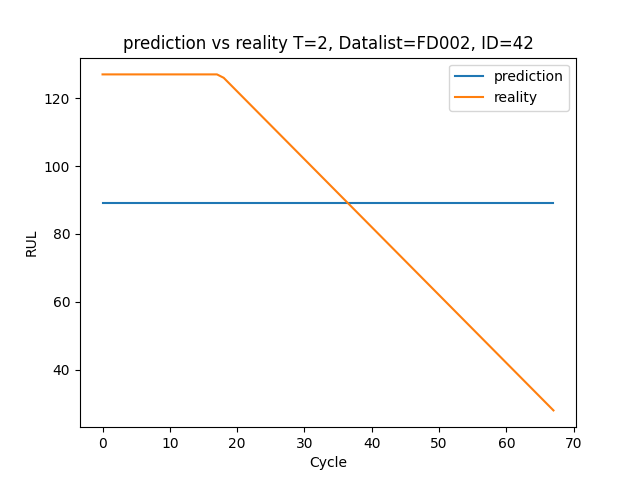 prediction vs reality T=2, Datalist=FD002, ID=42
prediction
reality
120
100
80
60
40
RUL
0 10 20 30 40 50 60 70
Cycle